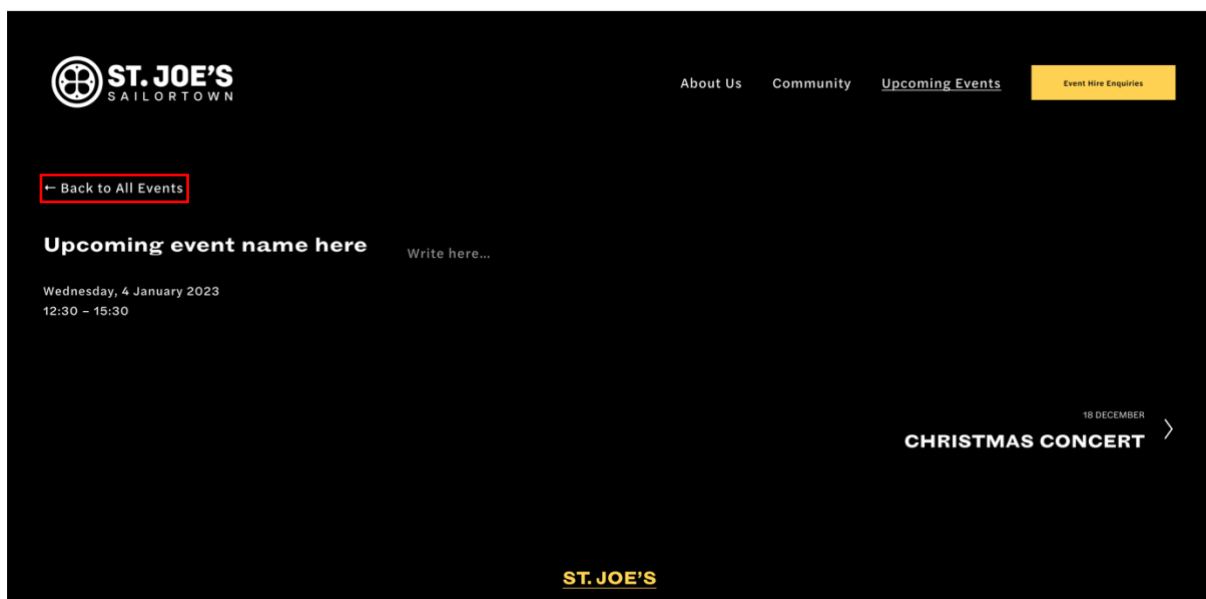 ST. JOE'S
SAILORTOWN
About Us
Community
Upcoming Events
Event Hire Enquiries
← Back to All Events
Upcoming event name here
Write here...
Wednesday, 4 January 2023
12:30 – 15:30
18 DECEMBER
CHRISTMAS CONCERT
ST. JOE'S